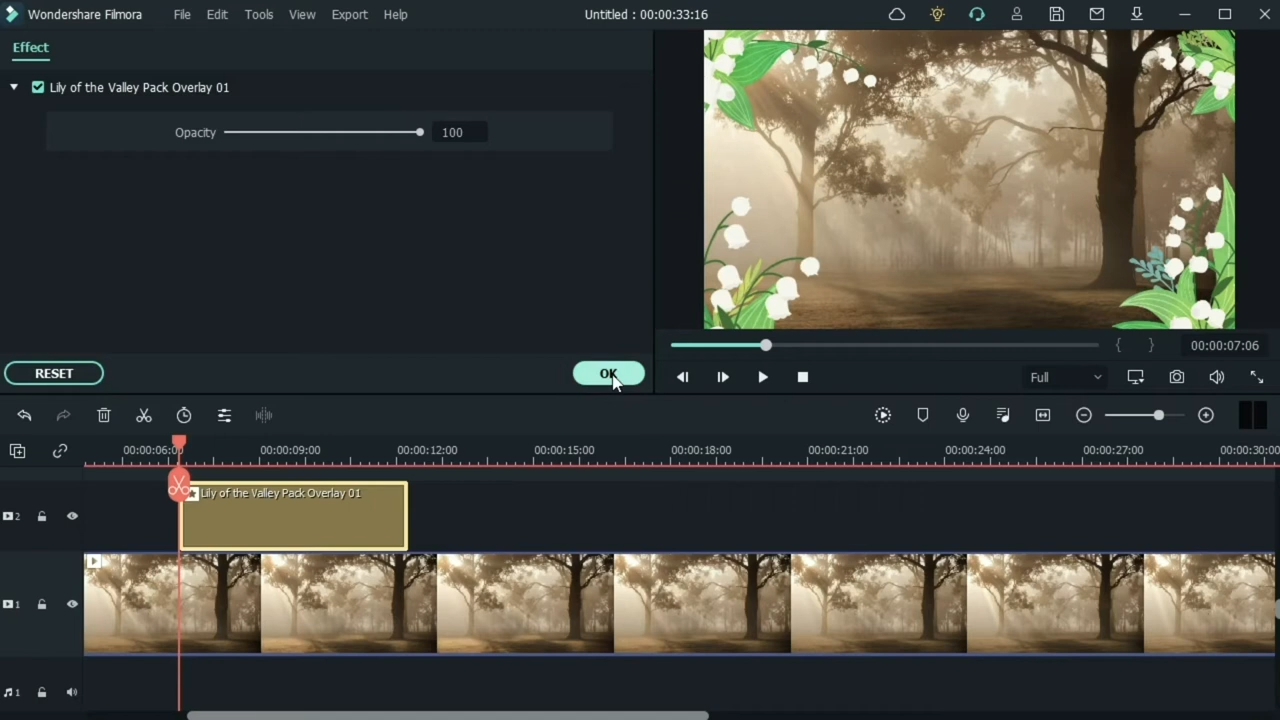 Wondershare Filmora File Edit Tools View Export Help Untitled : 00:00:33:16
Effect
Lily of the Valley Pack Overlay 01
Opacity 100
00:00:07:06
RESET OK
Full
00:00:06:00 00:00:09:00 00:00:12:00 00:00:15:00 00:00:18:00 00:00:21:00 00:00:24:00 00:00:27:00 00:00:30:00
Lily of the Valley Pack Overlay 01
2
1
1